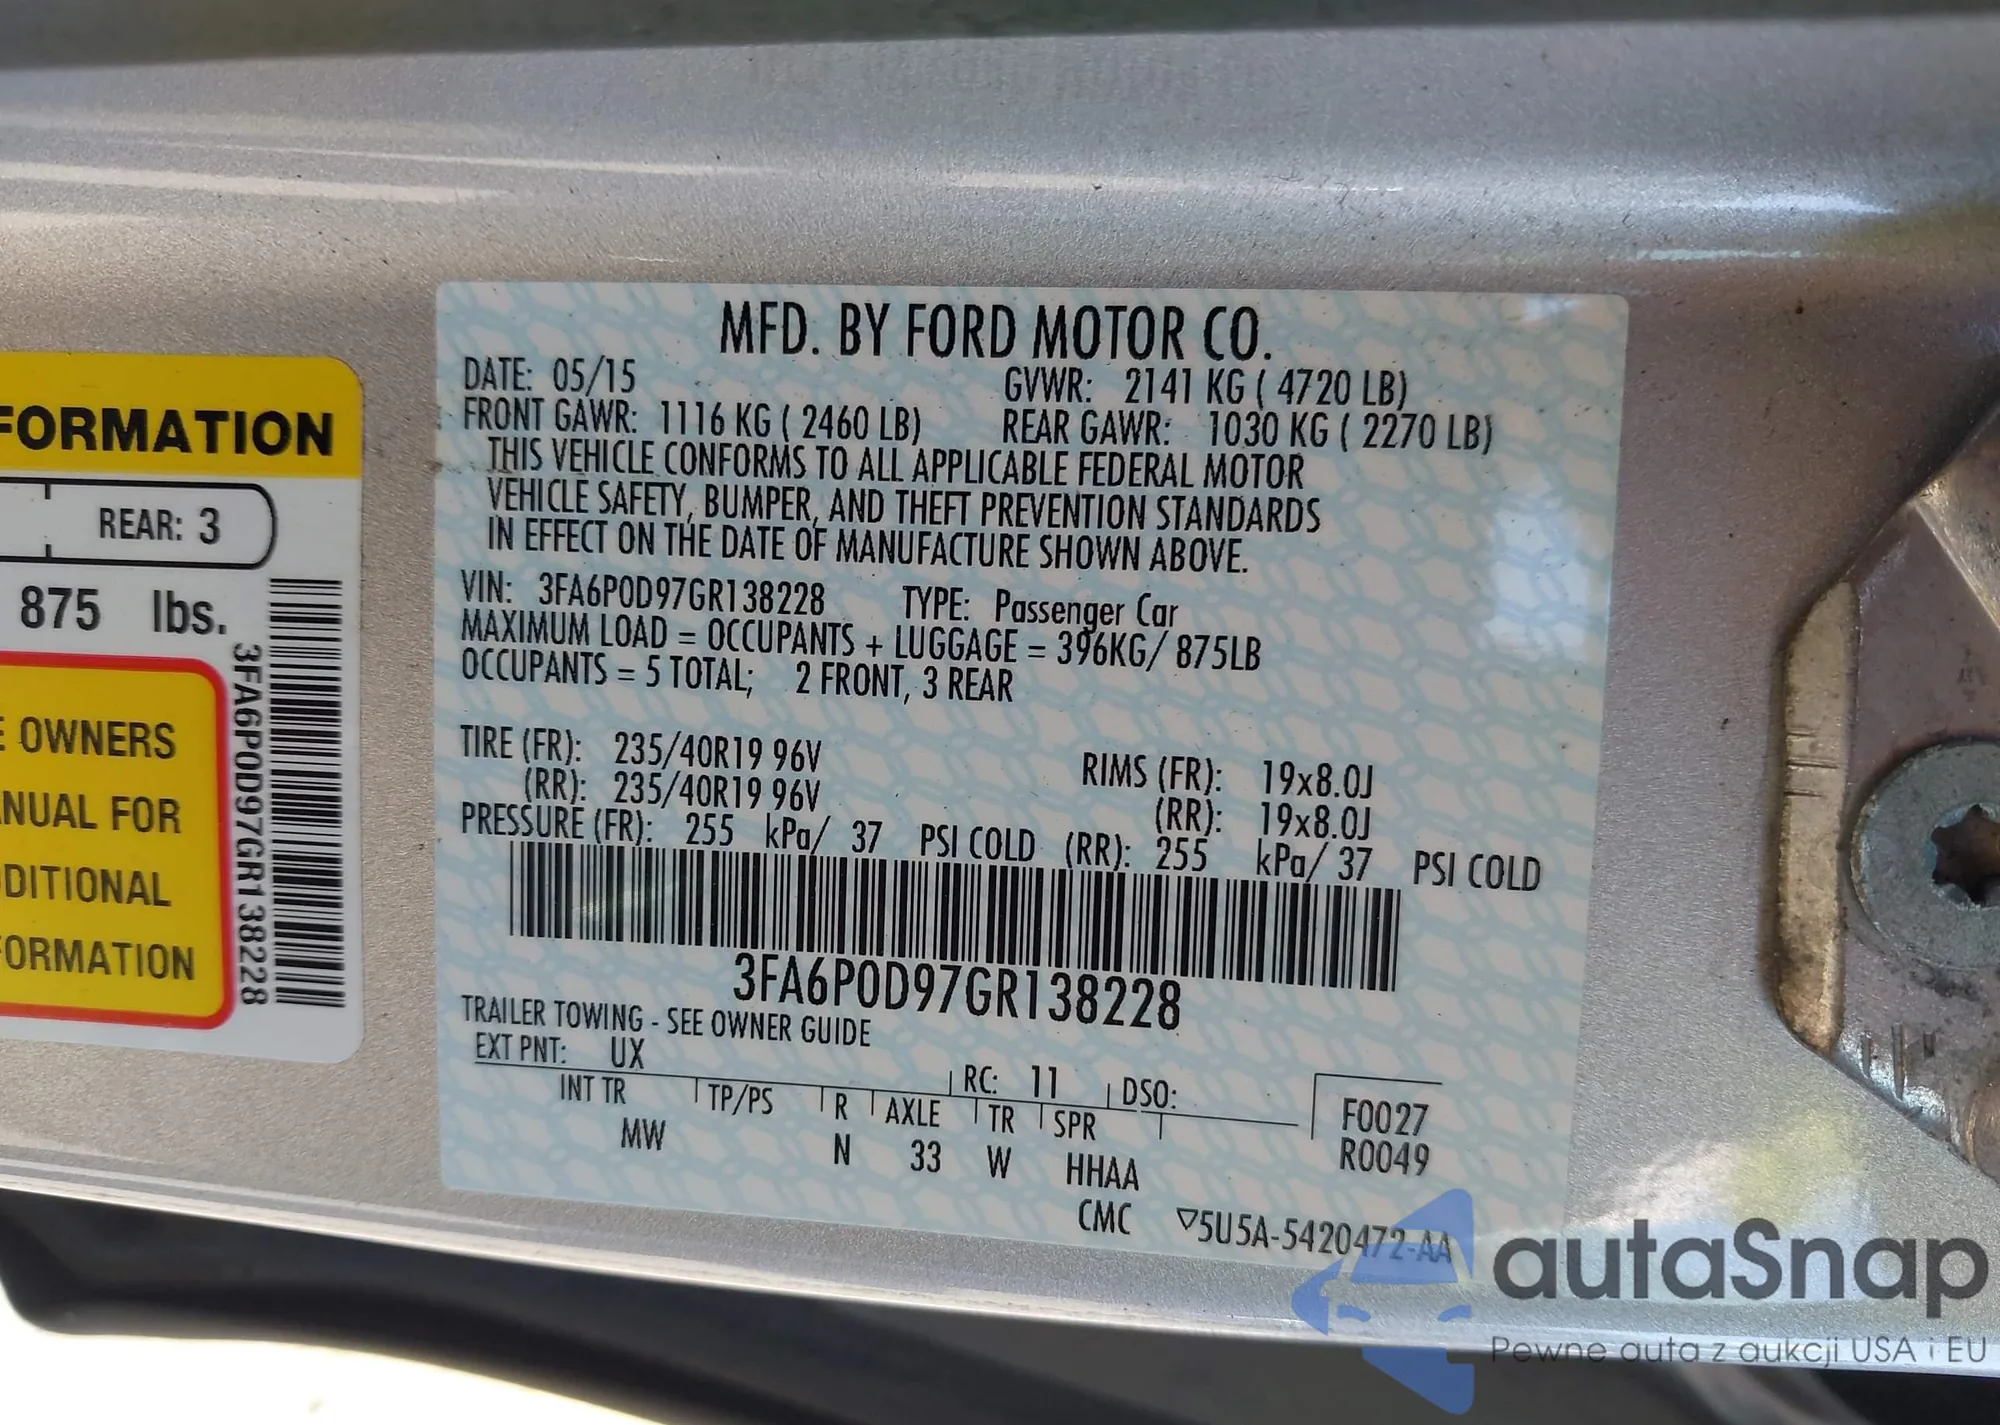 FORMATION
REAR: 3
875 lbs.
OWNERS
FOR
FORMATION
3FA6P0D97GR138228
MFD. BY FORD MOTOR CO.
DATE: 05/15 GVWR: 2141 KG ( 4720 LB)
FRONT GAWR: 1116 KG ( 2460 LB) REAR GAWR: 1030 KG ( 2270 LB)
THIS VEHICLE CONFORMS TO ALL APPLICABLE FEDERAL MOTOR
VEHICLE SAFETY, BUMPER, AND THEFT PREVENTION STANDARDS
IN EFFECT ON THE DATE OF MANUFACTURE SHOWN ABOVE.
VIN: 3FA6P0D97GR138228 TYPE: Passenger Car
MAXIMUM LOAD = OCCUPANTS + LUGGAGE = 396KG/ 875LB
OCCUPANTS = 5 TOTAL; 2 FRONT, 3 REAR
TIRE (FR): 235/40R19 96V RIMS (FR): 19x8.0J
(RR): 235/40R19 96V (RR): 19x8.0J
PRESSURE (FR): 255 kPa/ 37 PSI COLD (RR): 255 kPa/ 37 PSI COLD
3FA6P0D97GR138228
TRAILER TOWING - SEE OWNER GUIDE
EXT PNT: UX RC: 11 DSO:
INT TR TP/PS R AXLE TR SPR F0027
MW N 33 W HHAA R0049
CMC ▽5U5A-5420472-AA
autaSnap
Pewne auta z aukcji USA i EU